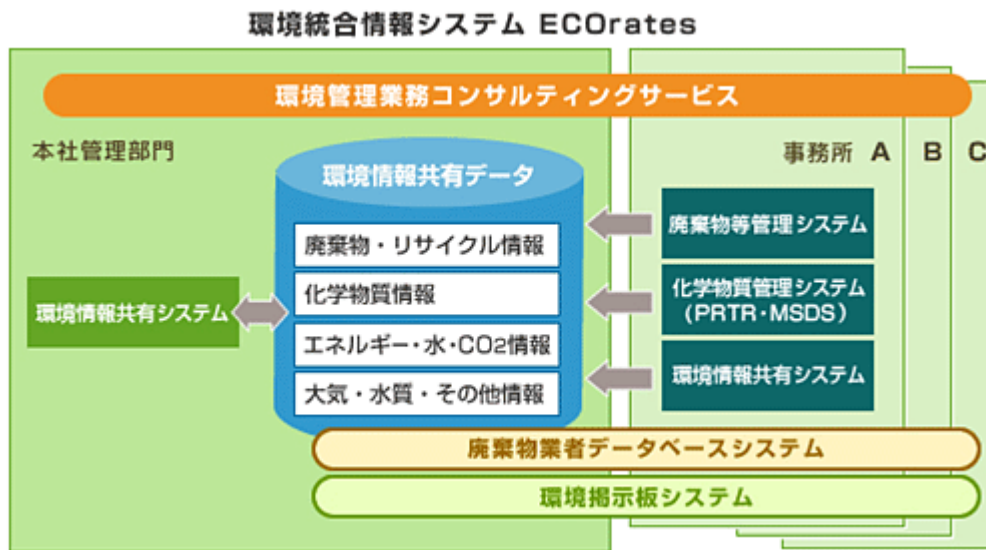 環境統合情報システム ECOrates
環境管理業務コンサルティングサービス
本社管理部門
事務所 A B C
環境情報共有データ
廃棄物・リサイクル情報
化学物質情報
エネルギー・水・CO2情報
大気・水質・その他情報
環境情報共有システム
廃棄物等管理システム
化学物質管理システム
(PRTR・MSDS)
環境情報共有システム
廃棄物業者データベースシステム
環境掲示板システム